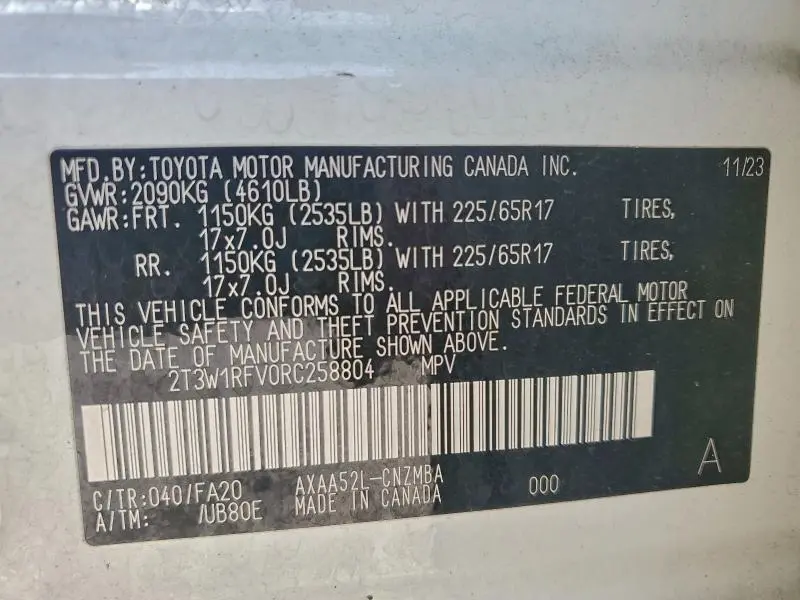 MFD.BY:TOYOTA MOTOR MANUFACTURING CANADA INC. 11/23
GVWR:2090KG (4610LB)
GAWR:FRT. 1150KG (2535LB) WITH 225/65R17 TIRES,
17x7.0J RIMS.
RR. 1150KG (2535LB) WITH 225/65R17 TIRES,
17x7.0J RIMS.
THIS VEHICLE CONFORMS TO ALL APPLICABLE FEDERAL MOTOR
VEHICLE SAFETY AND THEFT PREVENTION STANDARDS IN EFFECT ON
THE DATE OF MANUFACTURE SHOWN ABOVE.
2T3W1RFV0RC258804 MPV
C/TR:040/FA20 AXAA52L-CNZMBA 000 A
A/TM: /UB80E MADE IN CANADA